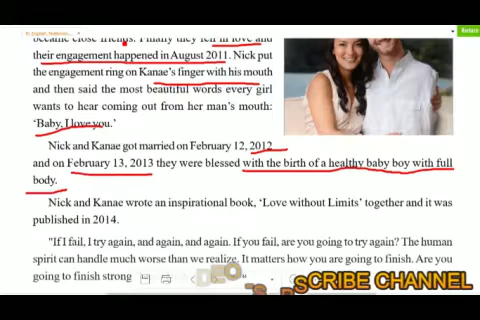 became close friends. Finally they fell in love and
their engagement happened in August 2011. Nick put
the engagement ring on Kanae's finger with his mouth
and then said the most beautiful words every girl
wants to hear coming out from her man's mouth:
'Baby, I love you.'
Nick and Kanae got married on February 12, 2012
and on February 13, 2013 they were blessed with the birth of a healthy baby boy with full
body.
Nick and Kanae wrote an inspirational book, 'Love without Limits' together and it was
published in 2014.
"If I fail, I try again, and again, and again. If you fail, are you going to try again? The human
spirit can handle much worse than we realize. It matters how you are going to finish. Are you
going to finish strong
SCRIBE CHANNEL